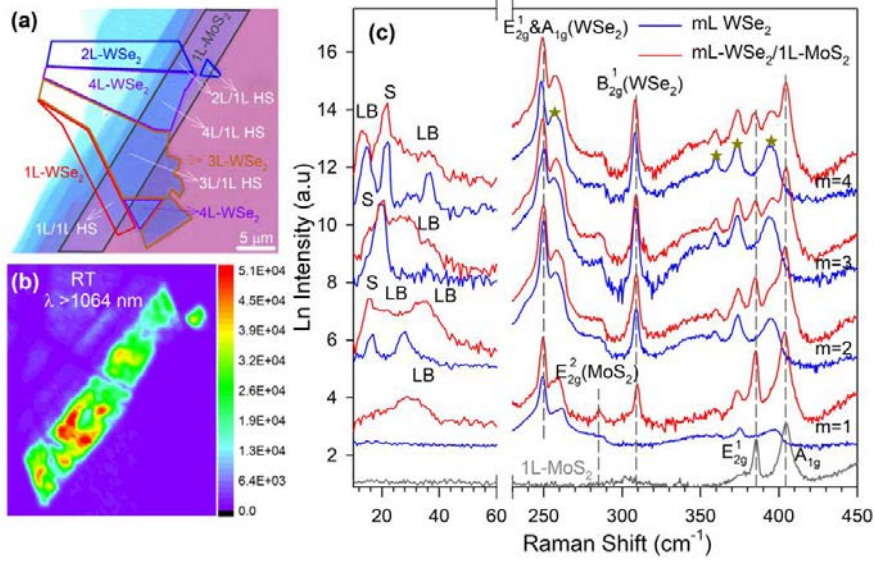 (a)
2L-WSe₂
1L-MoS₂
4L-WSe₂
2L/1L HS
4L/1L HS
3L-WSe₂
1L-WSe₂
3L/1L HS
1L/1L HS
4L-WSe₂
5 μm
(b)
RT
λ >1064 nm
5.1E+04
4.5E+04
3.8E+04
3.2E+04
2.6E+04
1.9E+04
1.3E+04
6.4E+03
0.0
(c)
E¹₂g&A₁g(WSe₂)
mL WSe₂
mL-WSe₂/1L-MoS₂
B¹₂g(WSe₂)
S
LB
LB
m=4
S
LB
m=3
S
LB
LB
m=2
LB
E²₂g(MoS₂)
m=1
1L-MoS₂
E¹₂g
A₁g
Ln Intensity (a.u)
16
14
12
10
8
6
4
2
10 20 30 40 50 60 250 300 350 400 450
Raman Shift (cm⁻¹)